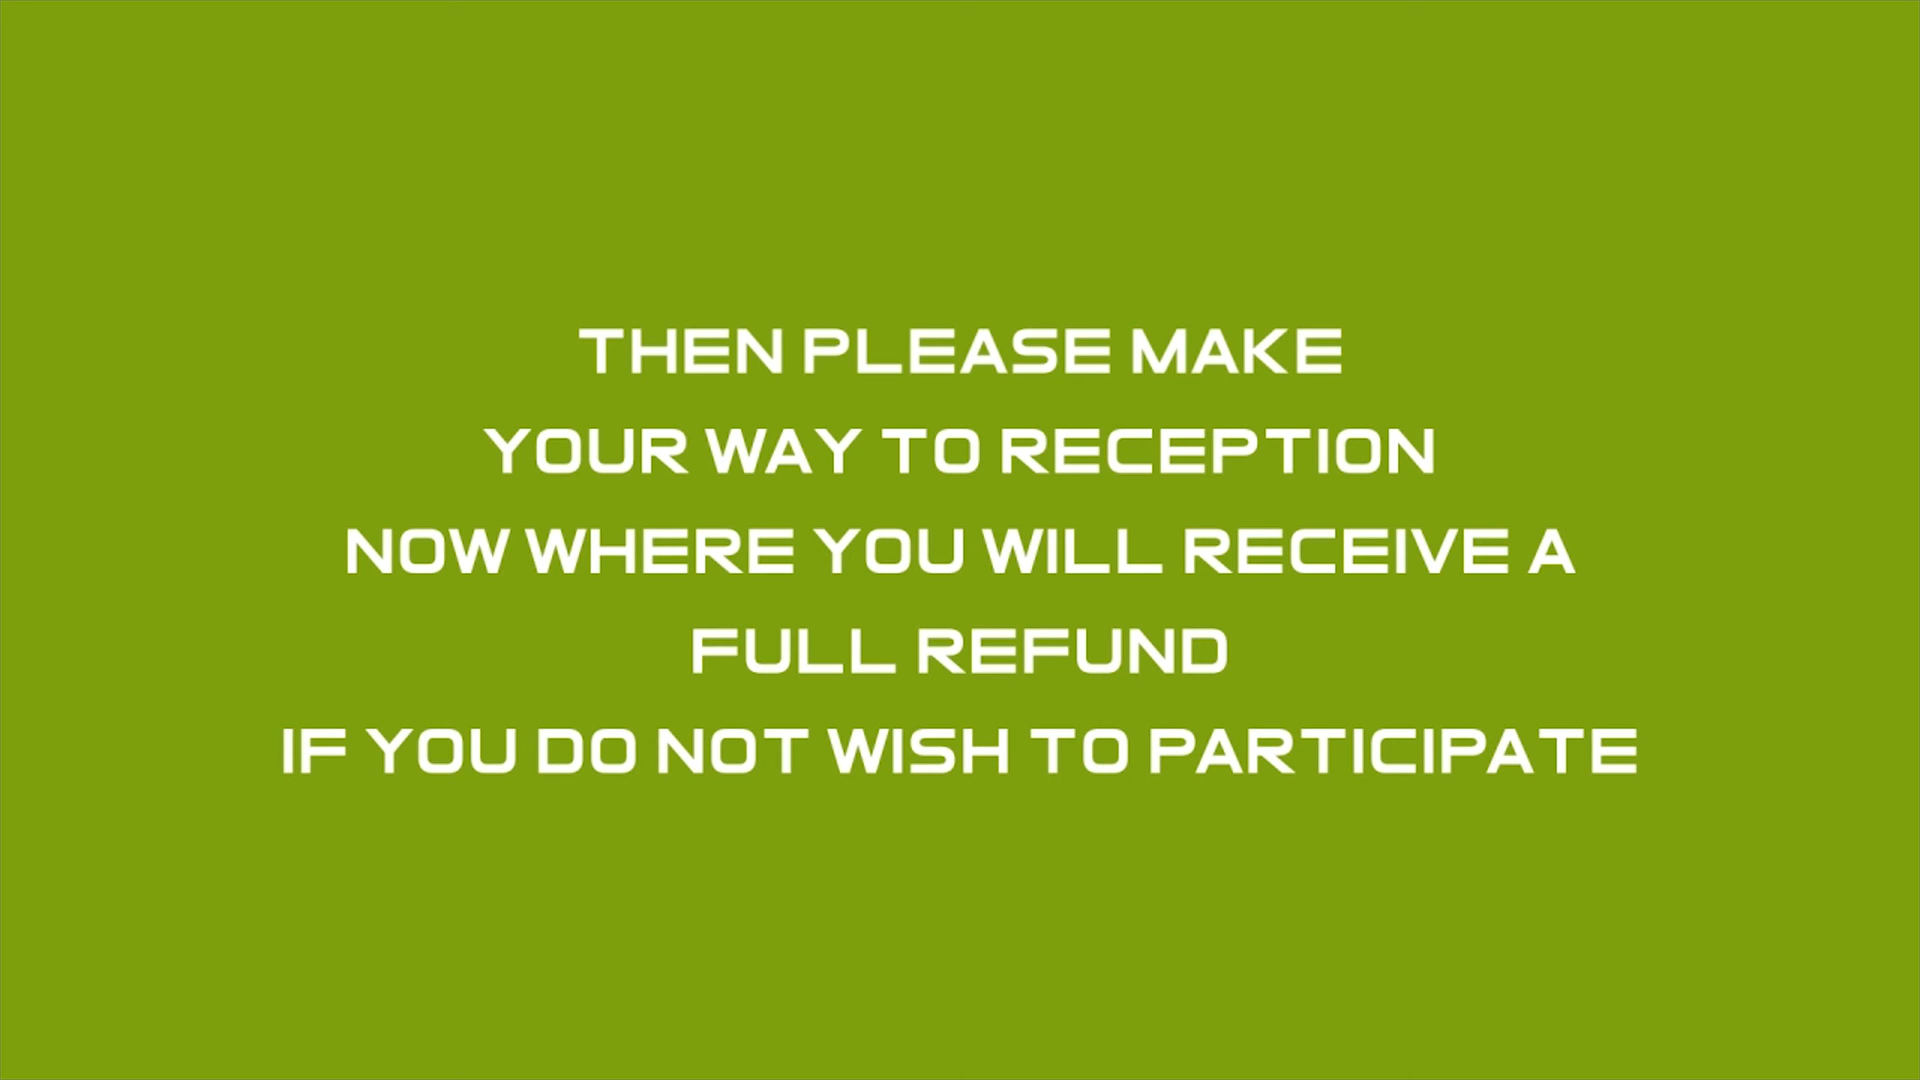 THEN PLEASE MAKE
YOUR WAY TO RECEPTION
NOW WHERE YOU WILL RECEIVE A
FULL REFUND
IF YOU DO NOT WISH TO PARTICIPATE